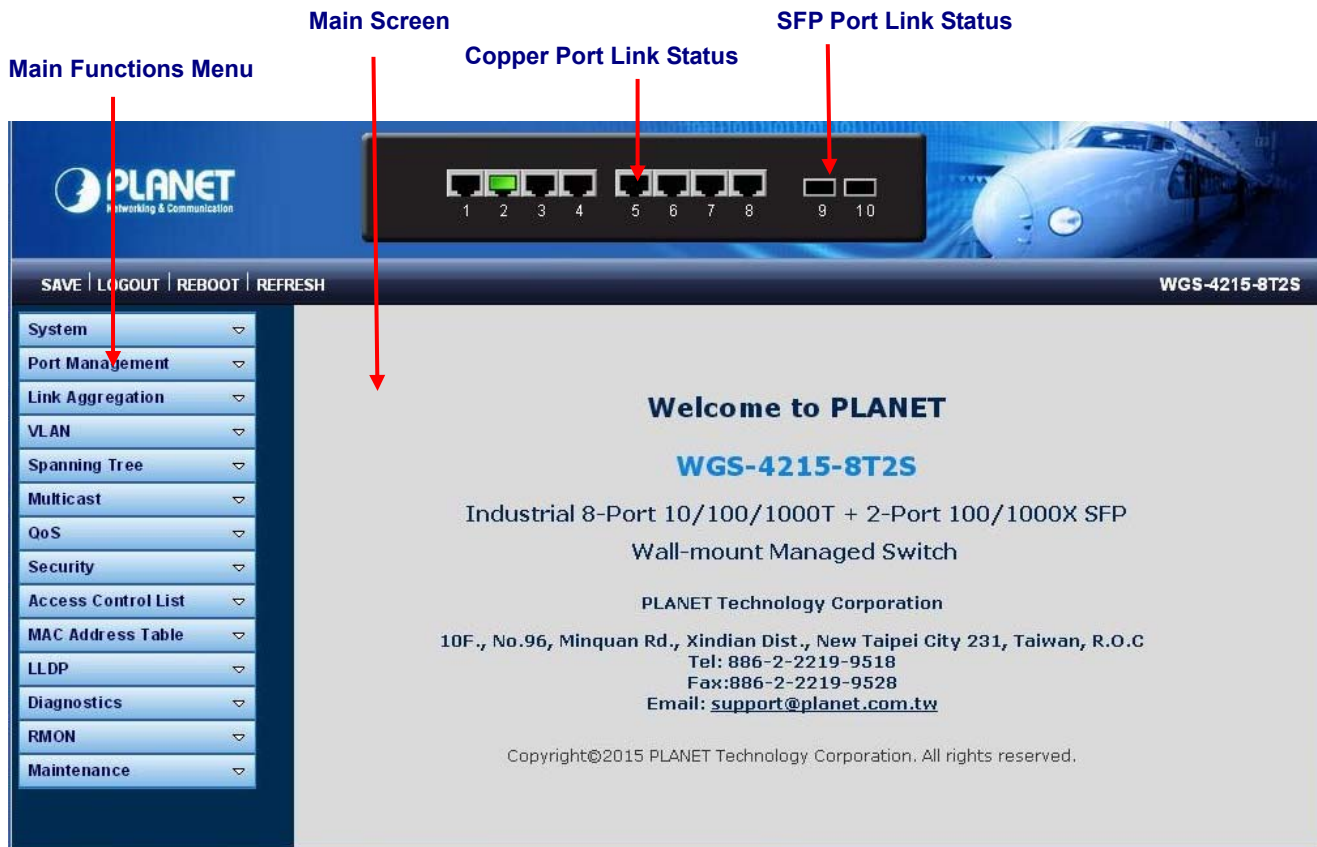 Main Screen
SFP Port Link Status
Copper Port Link Status
Main Functions Menu
PLANET
Networking & Communication
1 2 3 4 5 6 7 8 9 10
SAVE | LOGOUT | REBOOT | REFRESH
WGS-4215-8T2S
System
Port Management
Link Aggregation
VLAN
Spanning Tree
Multicast
QoS
Security
Access Control List
MAC Address Table
LLDP
Diagnostics
RMON
Maintenance
Welcome to PLANET
WGS-4215-8T2S
Industrial 8-Port 10/100/1000T + 2-Port 100/1000X SFP
Wall-mount Managed Switch
PLANET Technology Corporation
10F., No.96, Minquan Rd., Xindian Dist., New Taipei City 231, Taiwan, R.O.C
Tel: 886-2-2219-9518
Fax:886-2-2219-9528
Email: support@planet.com.tw
Copyright©2015 PLANET Technology Corporation. All rights reserved.